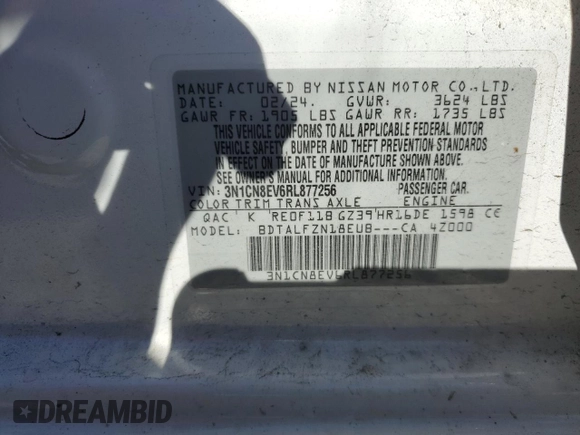 MANUFACTURED BY NISSAN MOTOR CO., LTD.
DATE: 02/24. GVWR: 3624 LBS
GAWR FR: 1905 LBS GAWR RR: 1735 LBS
THIS VEHICLE CONFORMS TO ALL APPLICABLE FEDERAL MOTOR
VEHICLE SAFETY, BUMPER AND THEFT PREVENTION STANDARDS
IN EFFECT ON THE DATE OF MANUFACTURE SHOWN ABOVE.
SEE OWNER'S MANUAL FOR ADDITIONAL INFORMATION.
VIN: 3N1CN8EV6RL877256 PASSENGER CAR.
COLOR TRIM TRANS AXLE ENGINE
QAC K RE0F11B GZ39 HR16DE 1598 CC
MODEL: BDTALFZN18EU8---CA 4Z000
3N1CN8EV6RL877256
DREAMBID